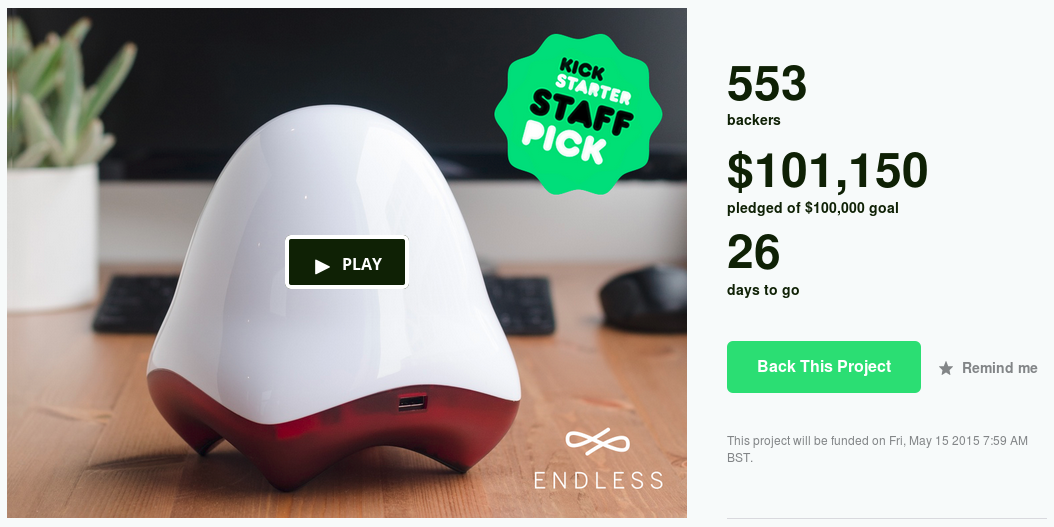 KICK
STARTER
STAFF
PICK
PLAY
ENDLESS
553
backers
$101,150
pledged of $100,000 goal
26
days to go
Back This Project
Remind me
This project will be funded on Fri, May 15 2015 7:59 AM
BST.